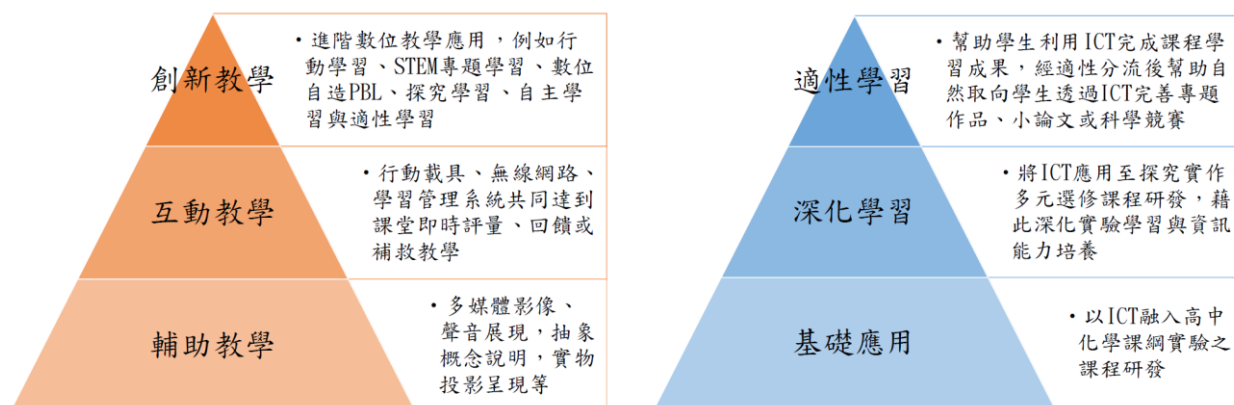 創新教學
・進階數位教學應用，例如行
動學習、STEM專題學習、數位
自造PBL、探究學習、自主學
習與適性學習
互動教學
・行動載具、無線網路、
學習管理系統共同達到
課堂即時評量、回饋或
補救教學
輔助教學
・多媒體影像、
聲音展現，抽象
概念說明，實物
投影呈現等
適性學習
・幫助學生利用ICT完成課程學
習成果，經適性分流後幫助自
然取向學生透過ICT完善專題
作品、小論文或科學競賽
深化學習
・將ICT應用至探究實作
多元選修課程研發，藉
此深化實驗學習與資訊
能力培養
基礎應用
・以ICT融入高中
化學課綱實驗之
課程研發